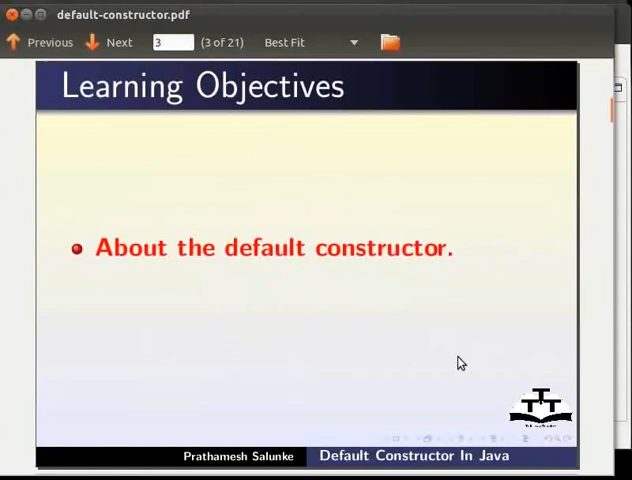 default-constructor.pdf
Previous Next 3 (3 of 21) Best Fit
Learning Objectives
About the default constructor.
Prathamesh Salunke Default Constructor In Java